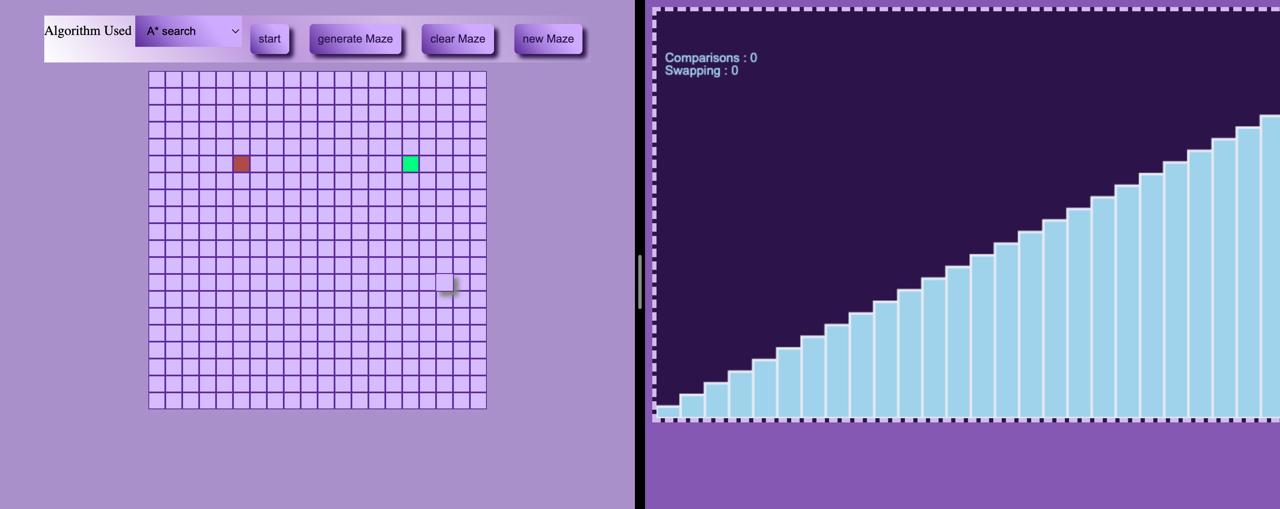 Algorithm Used A* search start generate Maze clear Maze new Maze
Comparisons : 0
Swapping : 0